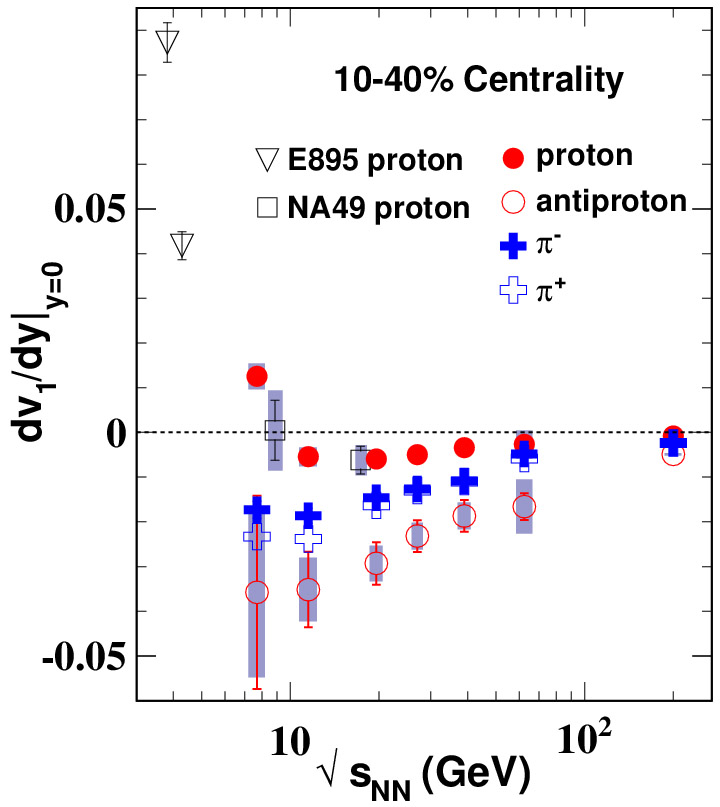 10-40% Centrality
E895 proton
NA49 proton
proton
antiproton
π⁻
π⁺
0.05
0
-0.05
dv₁/dy|y=0
10
10²
√ sNN (GeV)